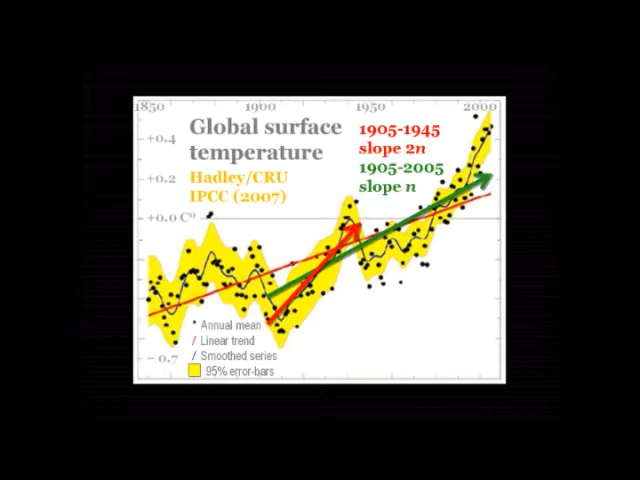 1850 1900 1950 2000
Global surface
temperature
Hadley/CRU
IPCC (2007)
1905-1945
slope 2n
1905-2005
slope n
+0.4
+0.2
+0.0 C°
-0.7
Annual mean
Linear trend
Smoothed series
95% error-bars